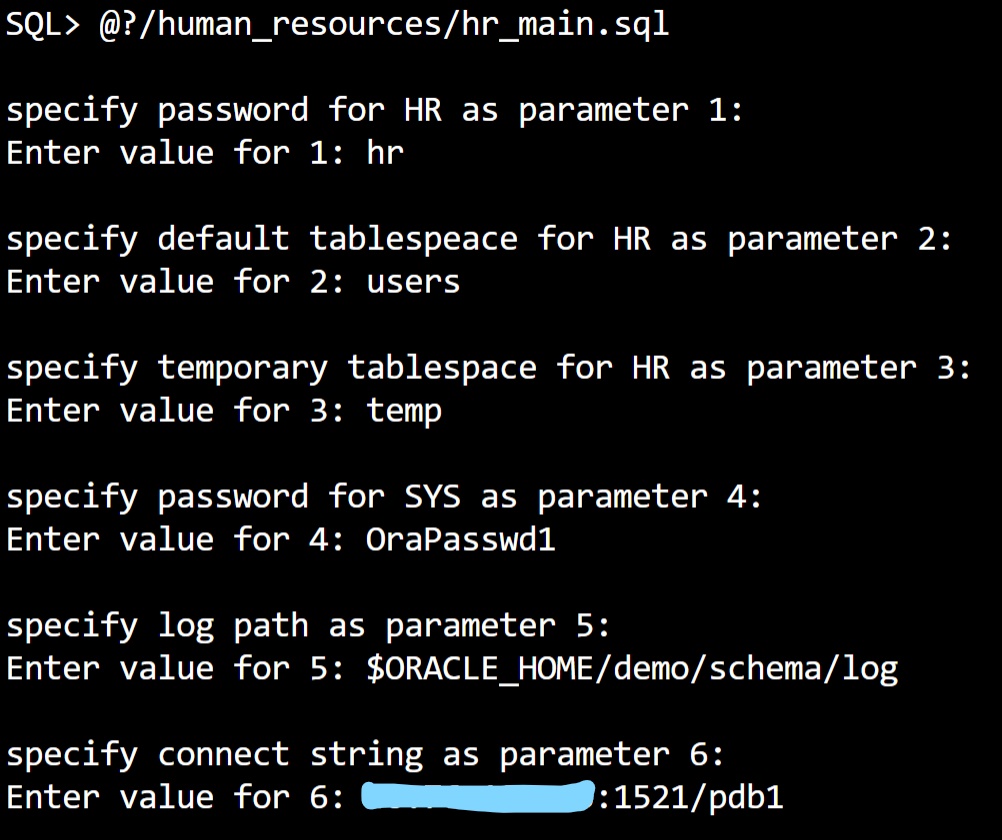 SQL> @?/human_resources/hr_main.sql
specify password for HR as parameter 1:
Enter value for 1: hr
specify default tablespeace for HR as parameter 2:
Enter value for 2: users
specify temporary tablespace for HR as parameter 3:
Enter value for 3: temp
specify password for SYS as parameter 4:
Enter value for 4: OraPasswd1
specify log path as parameter 5:
Enter value for 5: $ORACLE_HOME/demo/schema/log
specify connect string as parameter 6:
Enter value for 6: :1521/pdb1